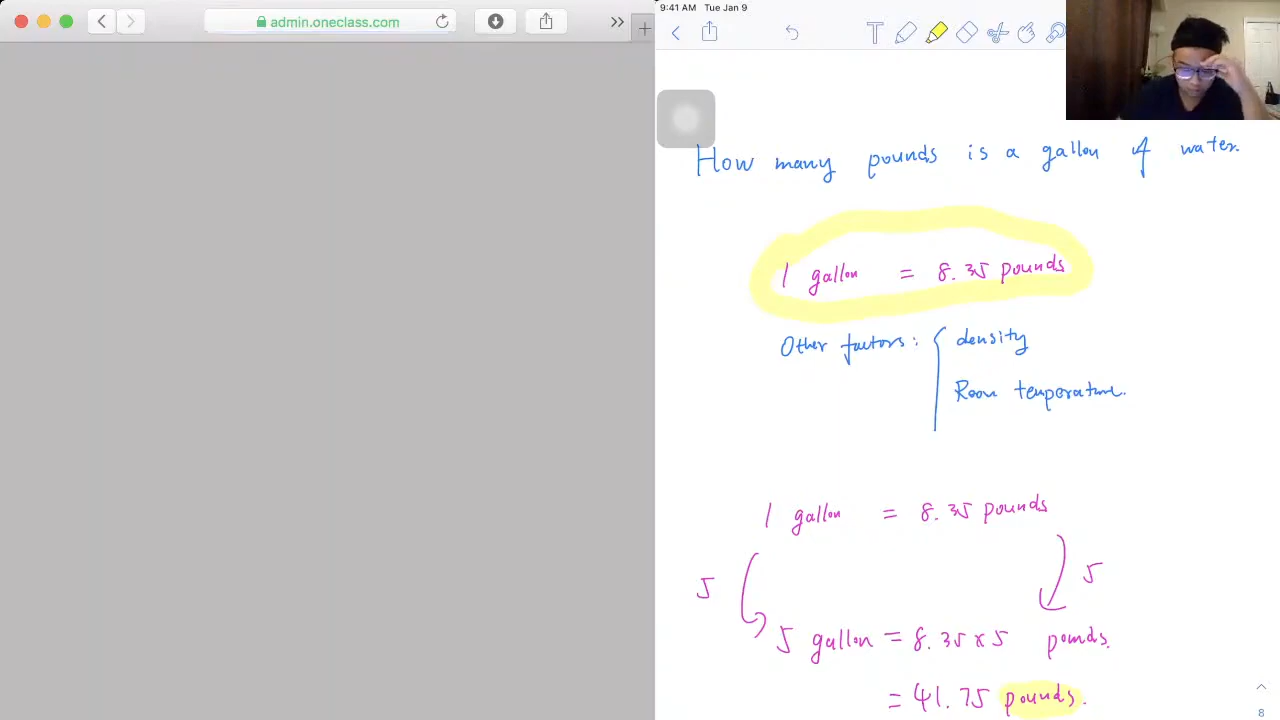 admin.oneclass.com
9:41 AM Tue Jan 9
How many pounds is a gallon of water.
1 gallon = 8.35 pounds
Other factors: density
Room temperature.
1 gallon = 8.35 pounds
5 5
5 gallon = 8.35 x 5 pounds.
= 41.75 pounds.
8